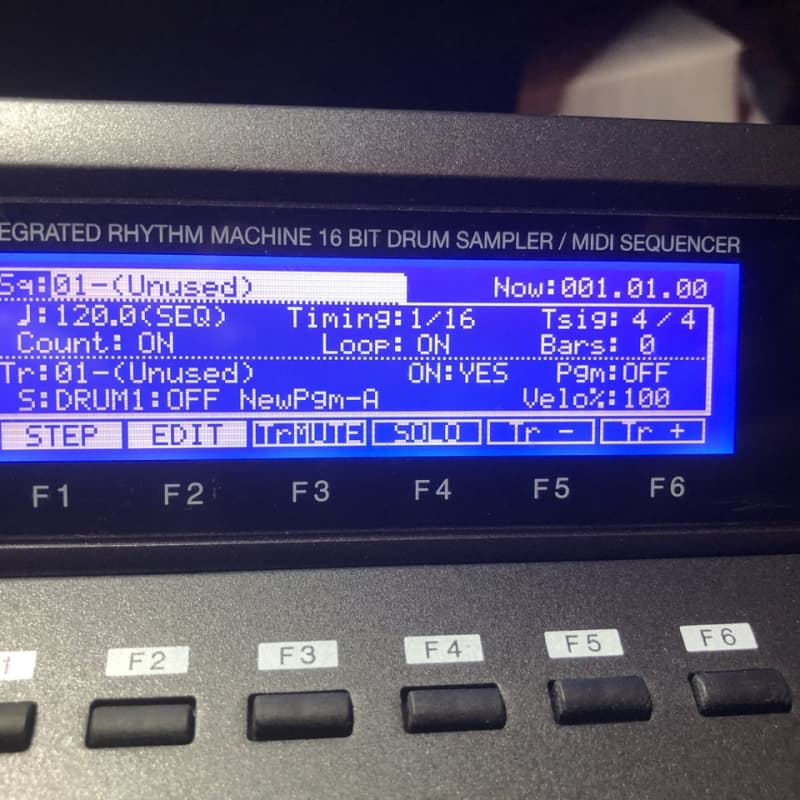 EGRATED RHYTHM MACHINE 16 BIT DRUM SAMPLER / MIDI SEQUENCER
Sq:01-(Unused) Now:001.01.00
♩:120.0(SEQ) Timing:1/16 Tsig: 4/4
Count: ON Loop: ON Bars: 0
Tr:01-(Unused) ON:YES Pgm:OFF
S:DRUM1:OFF NewPgm-A Velo%:100
STEP EDIT TrMUTE SOLO Tr - Tr +
F1 F2 F3 F4 F5 F6
1 F2 F3 F4 F5 F6